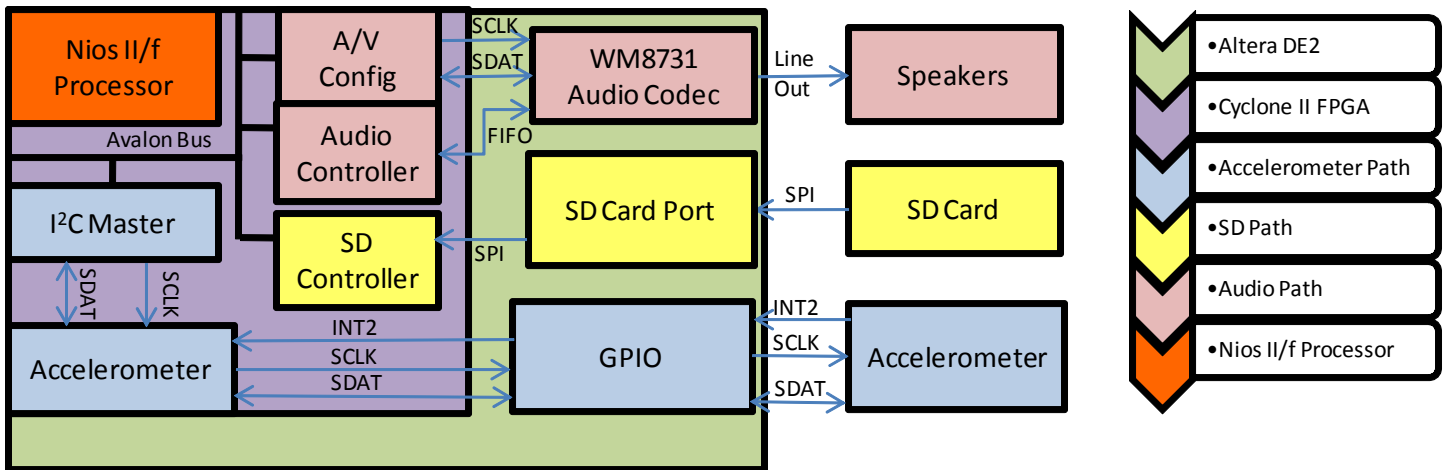 Nios II/f
Processor
A/V
Config
SCLK
SDAT
WM8731
Audio Codec
Line
Out
Speakers
Avalon Bus
Audio
Controller
FIFO
I²C Master
SD
Controller
SPI
SD Card Port
SPI
SD Card
SDAT
SCLK
Accelerometer
INT2
SCLK
SDAT
GPIO
INT2
SCLK
SDAT
Accelerometer
•Altera DE2
•Cyclone II FPGA
•Accelerometer Path
•SD Path
•Audio Path
•Nios II/f Processor